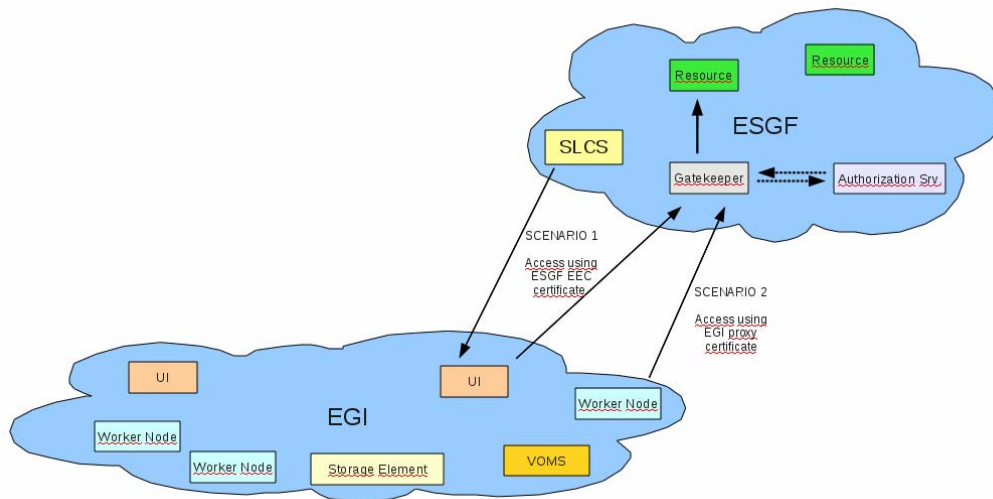 Resource
Resource
ESGF
SLCS
Gatekeeper
Authorization Srv.
SCENARIO 1
Access using
ESGF EEC
certificate
SCENARIO 2
Access using
EGI proxy
certificate
UI
UI
EGI
Worker Node
Worker Node
Worker Node
Storage Element
VOMS